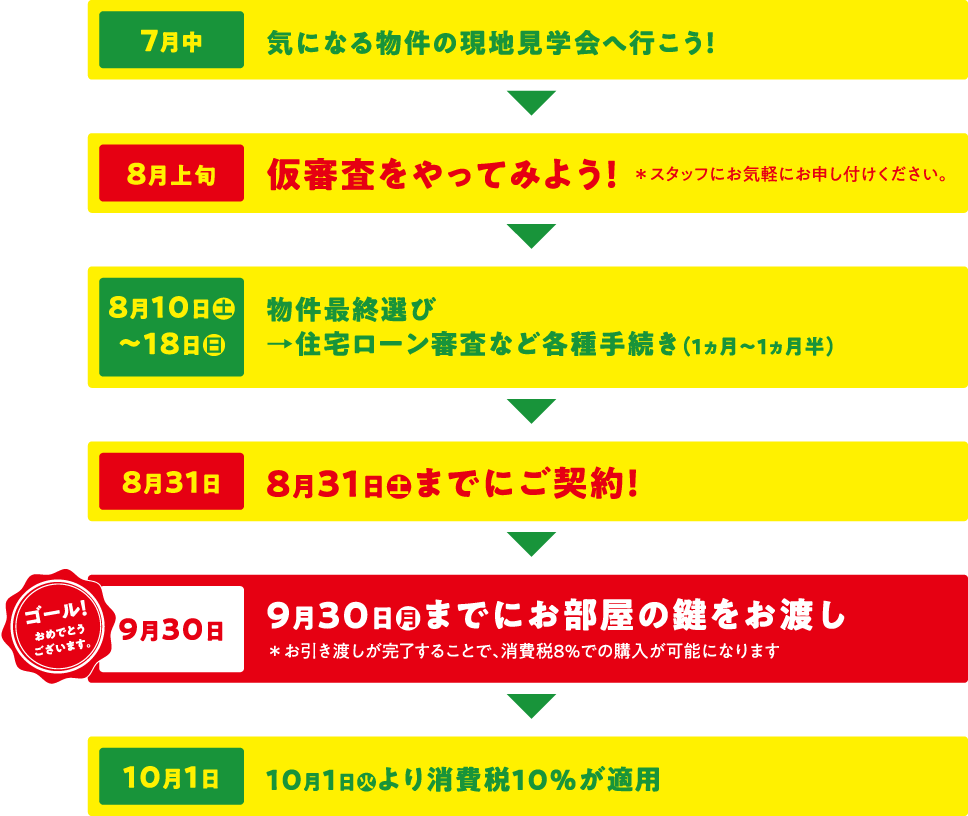 7月中
気になる物件の現地見学会へ行こう!
8月上旬
仮審査をやってみよう! ＊スタッフにお気軽にお申し付けください。
8月10日㊏
〜18日㊐
物件最終選び
→住宅ローン審査など各種手続き(1ヵ月〜1ヵ月半)
8月31日
8月31日㊏までにご契約!
ゴール!
おめでとう
ございます。
9月30日
9月30日㊊までにお部屋の鍵をお渡し
＊お引き渡しが完了することで、消費税8%での購入が可能になります
10月1日
10月1日㊋より消費税10%が適用